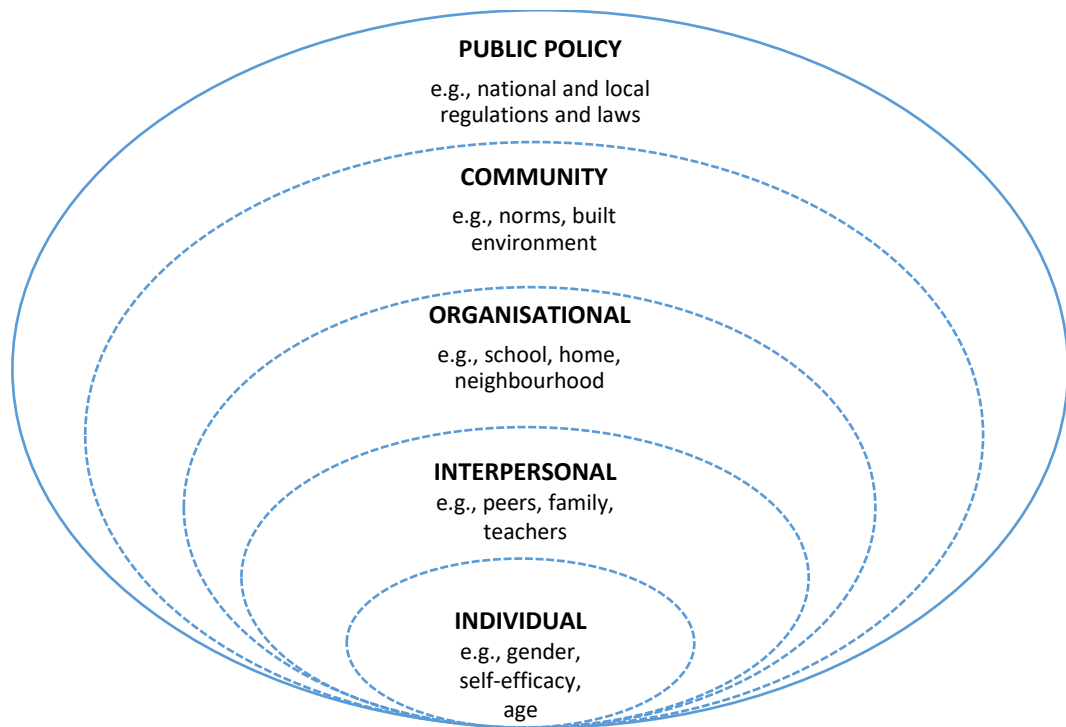 PUBLIC POLICY
e.g., national and local
regulations and laws
COMMUNITY
e.g., norms, built
environment
ORGANISATIONAL
e.g., school, home,
neighbourhood
INTERPERSONAL
e.g., peers, family,
teachers
INDIVIDUAL
e.g., gender,
self-efficacy,
age